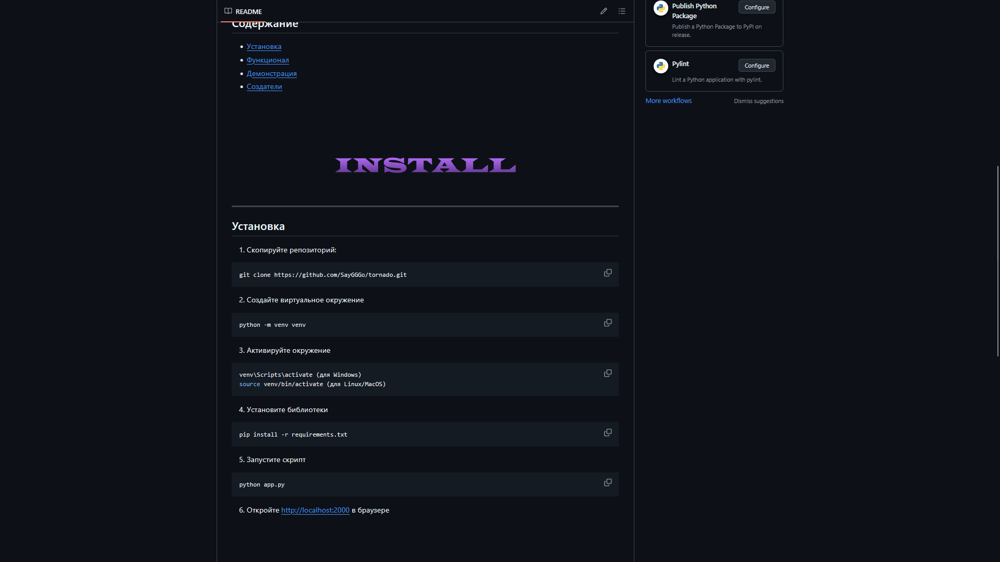 README
Содержание
Установка
Функционал
Демонстрация
Создатели
INSTALL
Установка
1. Скопируйте репозиторий:
git clone https://github.com/SayGGGo/tornado.git
2. Создайте виртуальное окружение
python -m venv venv
3. Активируйте окружение
venv\Scripts\activate (для Windows)
source venv/bin/activate (для Linux/MacOS)
4. Установите библиотеки
pip install -r requirements.txt
5. Запустите скрипт
python app.py
6. Откройте http://localhost:2000 в браузере
Publish Python
Package
Configure
Publish a Python Package to PyPI on
release.
Pylint
Configure
Lint a Python application with pylint.
More workflows
Dismiss suggestions